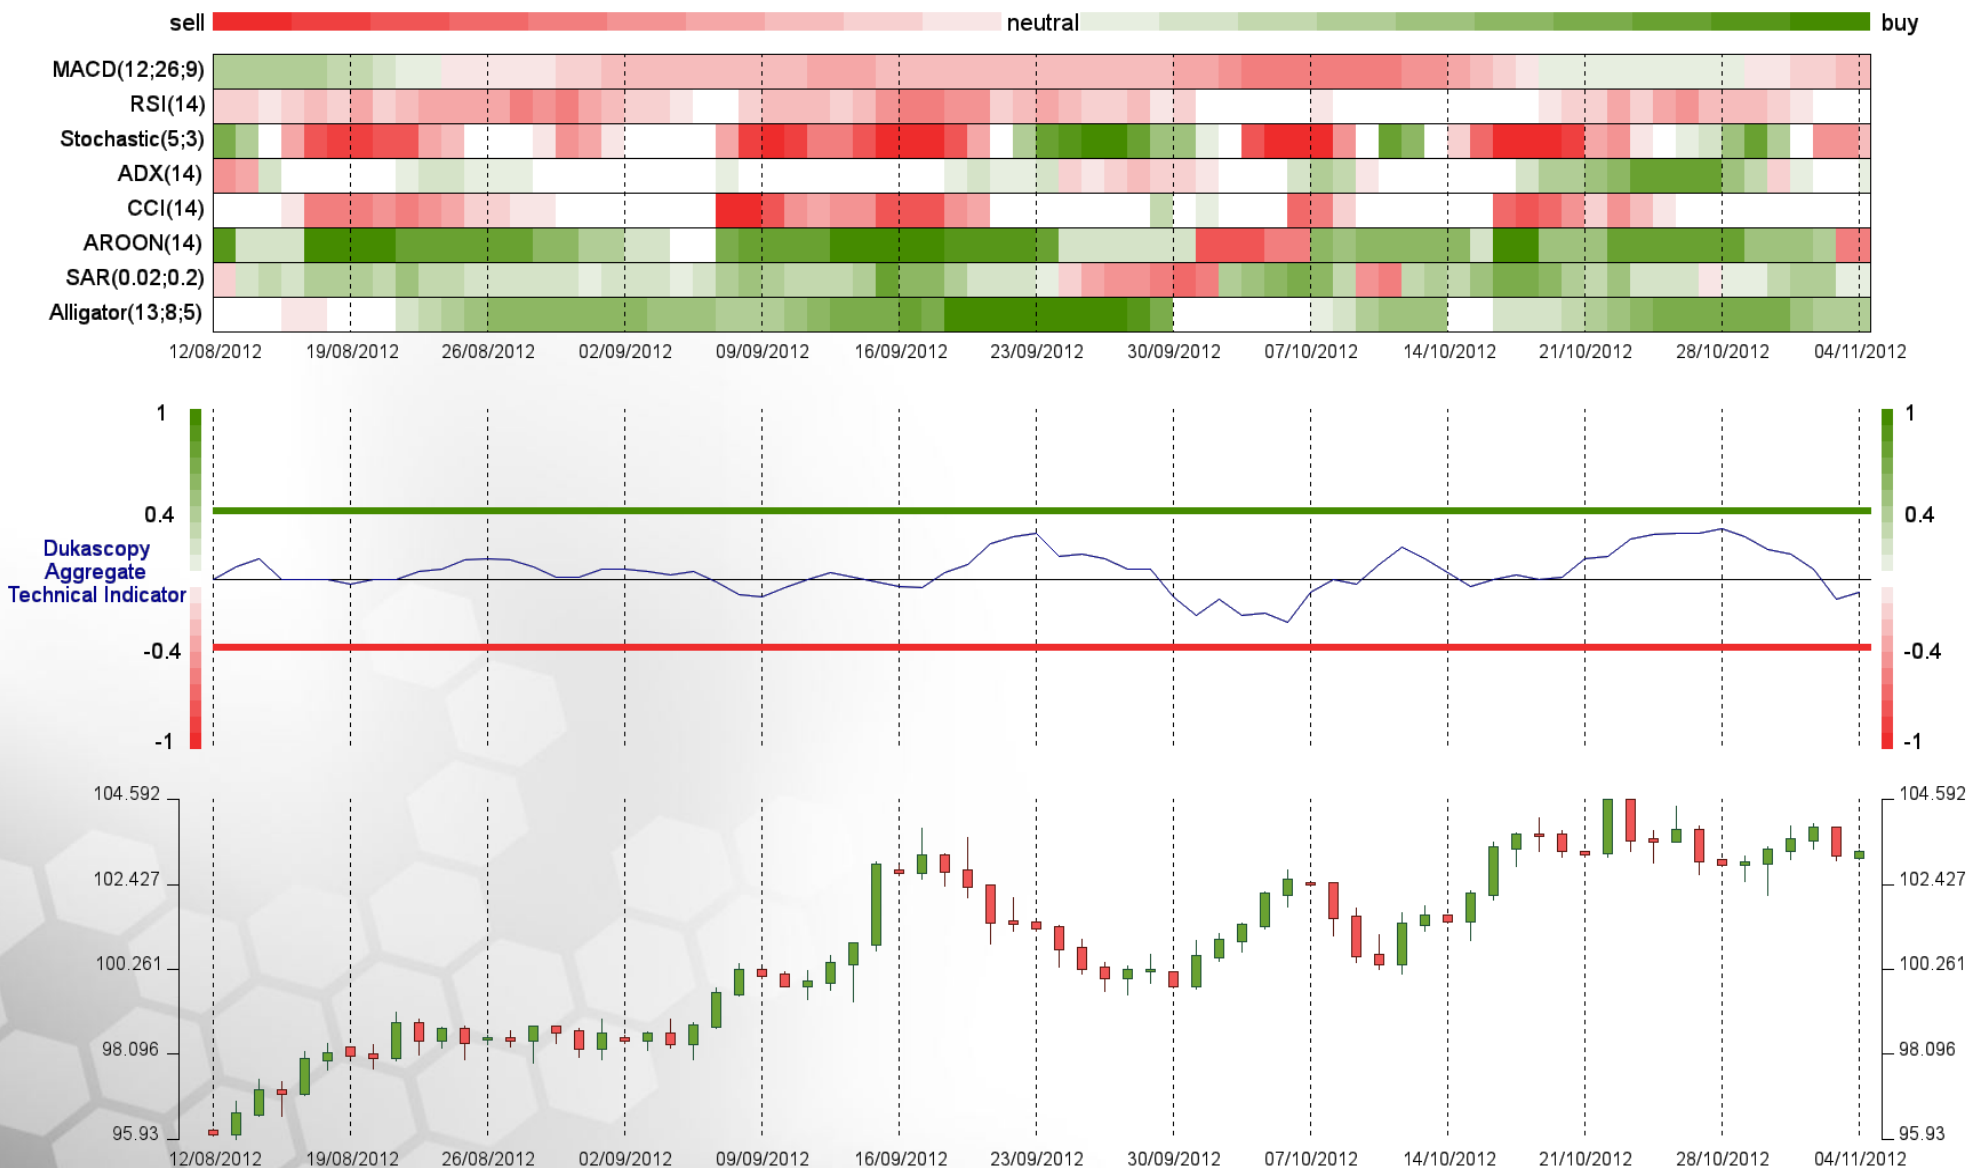 sell neutral buy
MACD(12;26;9)
RSI(14)
Stochastic(5;3)
ADX(14)
CCI(14)
AROON(14)
SAR(0.02;0.2)
Alligator(13;8;5)
12/08/2012 19/08/2012 26/08/2012 02/09/2012 09/09/2012 16/09/2012 23/09/2012 30/09/2012 07/10/2012 14/10/2012 21/10/2012 28/10/2012 04/11/2012
1 1
0.4 0.4
Dukascopy
Aggregate
Technical Indicator
-0.4 -0.4
-1 -1
104.592 104.592
102.427 102.427
100.261 100.261
98.096 98.096
95.93 95.93
12/08/2012 19/08/2012 26/08/2012 02/09/2012 09/09/2012 16/09/2012 23/09/2012 30/09/2012 07/10/2012 14/10/2012 21/10/2012 28/10/2012 04/11/2012